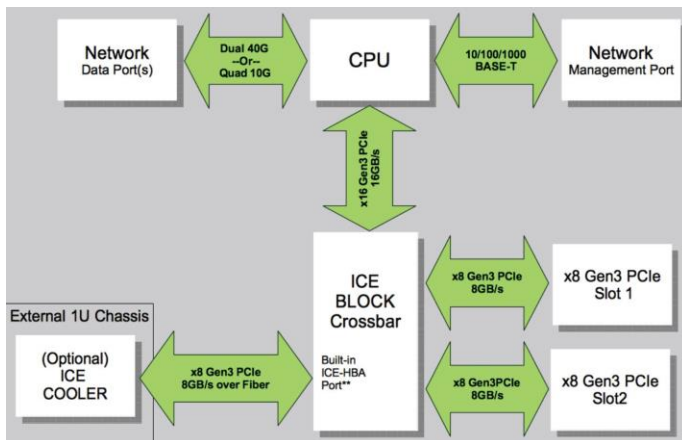 Network
Data Port(s)
Dual 40G
--Or--
Quad 10G
CPU
10/100/1000
BASE-T
Network
Management Port
x16 Gen3 PCIe
16GB/s
ICE
BLOCK
Crossbar
Built-in
ICE-HBA
Port**
x8 Gen3 PCIe
8GB/s
x8 Gen3 PCIe
Slot 1
x8 Gen3PCIe
8GB/s
x8 Gen3 PCIe
Slot2
External 1U Chassis
(Optional)
ICE
COOLER
x8 Gen3 PCIe
8GB/s over Fiber